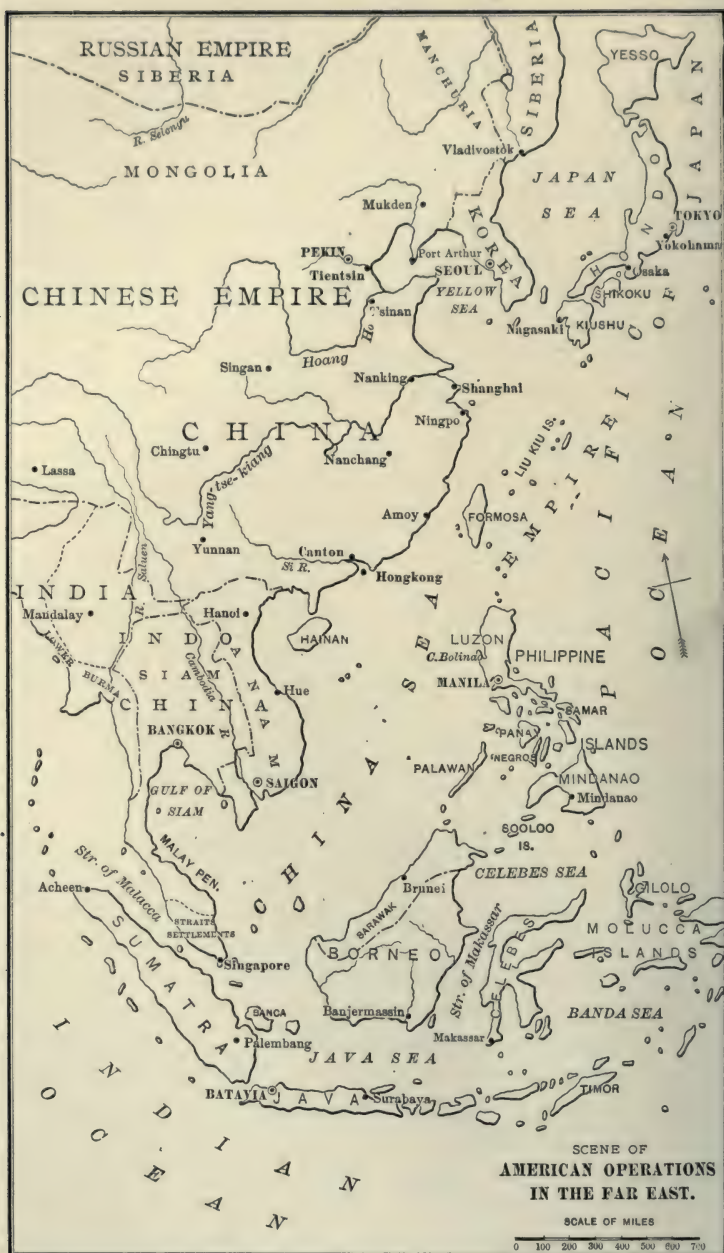 RUSSIAN EMPIRE
SIBERIA
R. Selenga
MONGOLIA
MANCHURIA
SIBERIA
Vladivostok
YESSO
JAPAN
SEA
HONDO
EMPIRE OF JAPAN
TOKYO
Yokohama
Osaka
SHIKOKU
KIUSHU
Nagasaki
Mukden
PEKIN
Tientsin
Port Arthur
SEOUL
KOREA
YELLOW
SEA
CHINESE EMPIRE
Tsinan
Hoang Ho
Singan
Nanking
Shanghai
Ningpo
CHINA
Chingtu
Nanchang
Yang-tse-kiang
Lassa
LIU KIU IS.
Amoy
FORMOSA
Yunnan
Canton
Si R.
Hongkong
PACIFIC OCEAN
INDIA
R. Saluen
Mandalay
Hanoi
LOWER
BURMA
INDO
CHINA
SIAM
ANAM
Cambodia R.
HAINAN
Hue
BANGKOK
SAIGON
GULF OF
SIAM
CHINA SEA
LUZON
C. Bolinao
PHILIPPINE
ISLANDS
MANILA
SAMAR
PANAY
NEGROS
PALAWAN
MINDANAO
Mindanao
SOOLOO
IS.
MALAY PEN.
Str. of Malacca
Acheen
STRAITS
SETTLEMENTS
Singapore
SUMATRA
BANCA
Palembang
Brunei
SARAWAK
BORNEO
Banjermassin
CELEBES SEA
Str. of Makassar
CELEBES
Makassar
GILOLO
MOLUCCA
ISLANDS
BANDA SEA
JAVA SEA
BATAVIA
JAVA
Surabaya
TIMOR
INDIAN
OCEAN
SCENE OF
AMERICAN OPERATIONS
IN THE FAR EAST.
SCALE OF MILES
0 100 200 300 400 500 600 700